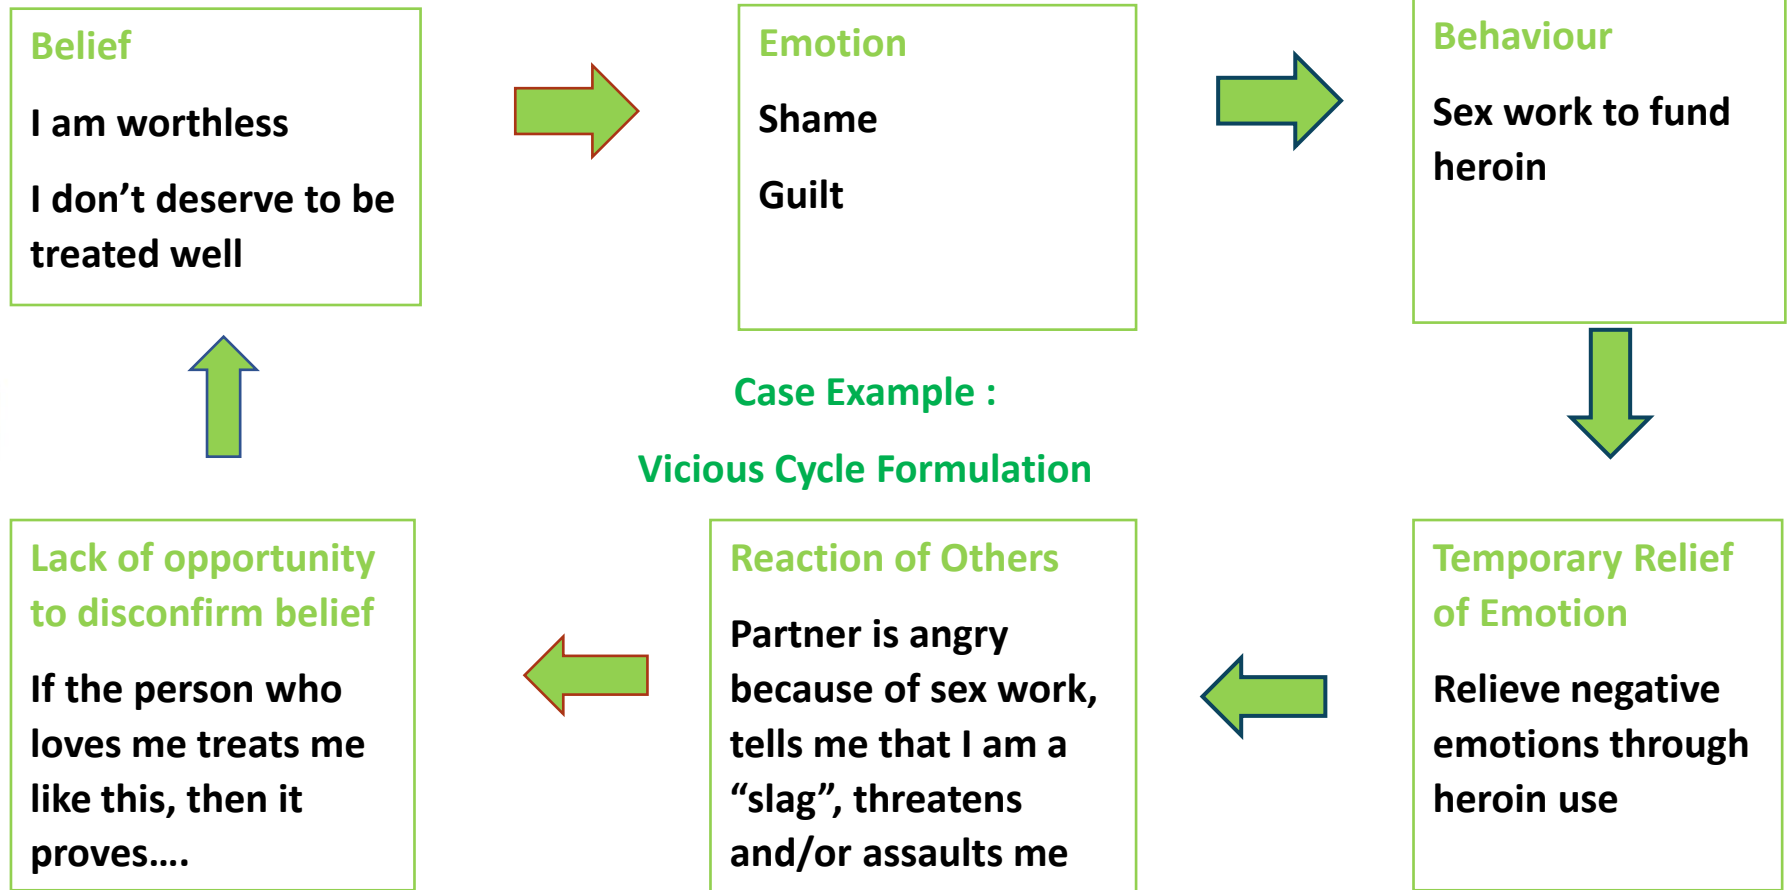 Belief
I am worthless
I don’t deserve to be
treated well
Emotion
Shame
Guilt
Behaviour
Sex work to fund
heroin
Case Example :
Vicious Cycle Formulation
Lack of opportunity
to disconfirm belief
If the person who
loves me treats me
like this, then it
proves….
Reaction of Others
Partner is angry
because of sex work,
tells me that I am a
“slag”, threatens
and/or assaults me
Temporary Relief
of Emotion
Relieve negative
emotions through
heroin use